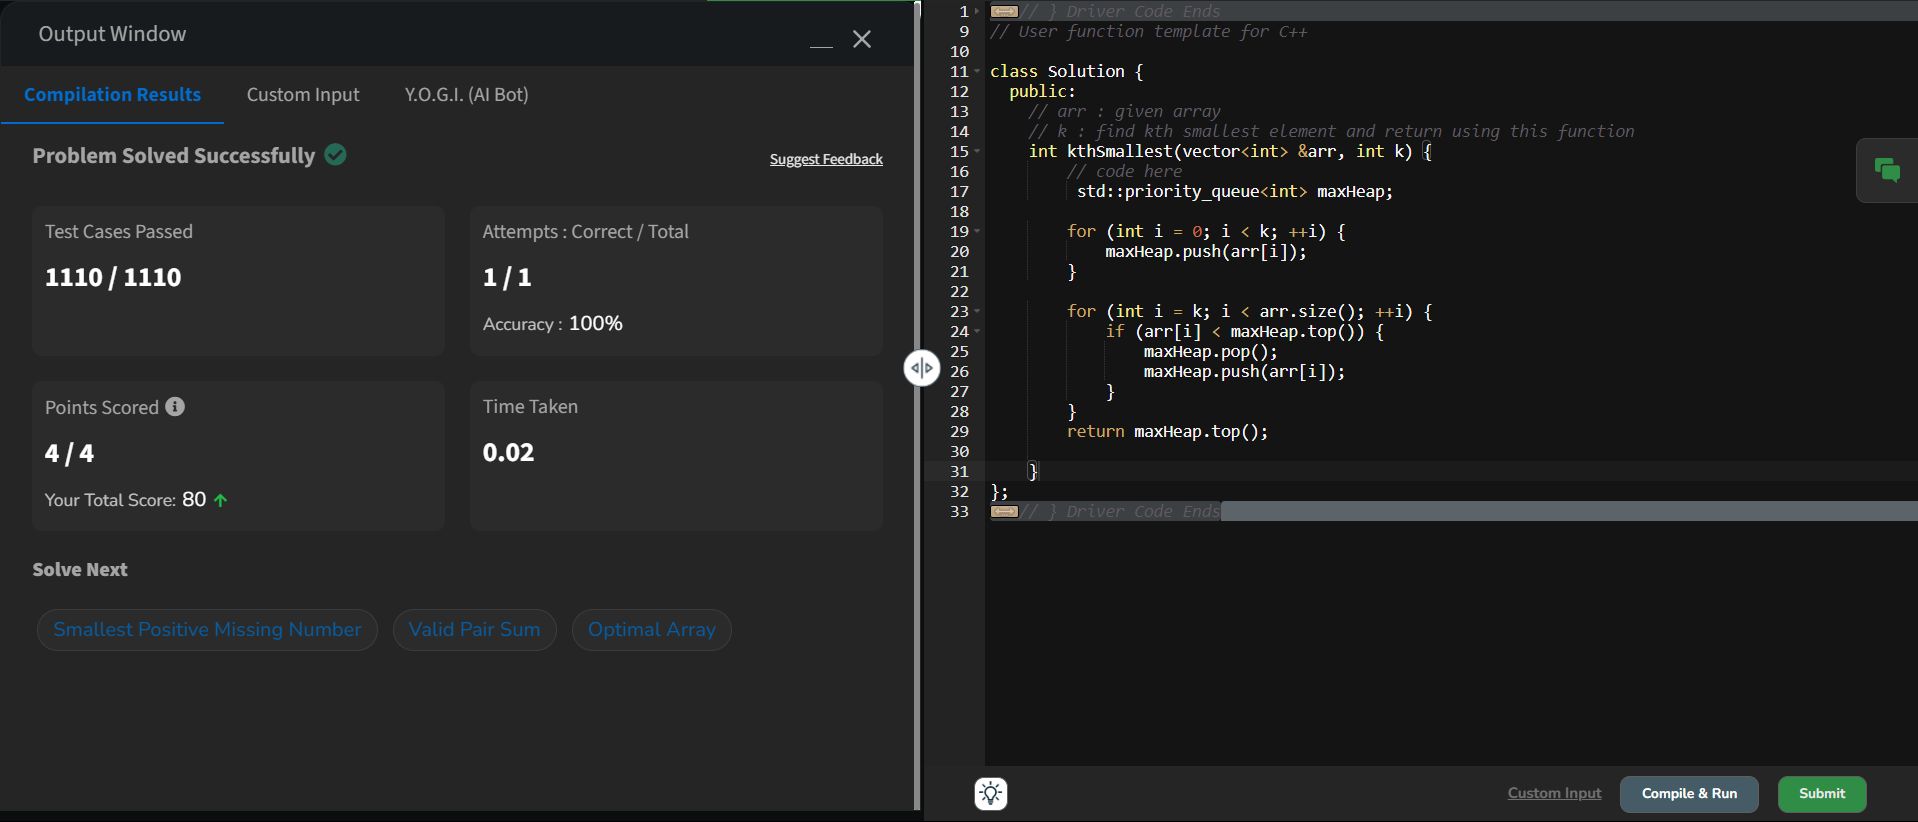 Output Window
Compilation Results
Custom Input
Y.O.G.I. (AI Bot)
Problem Solved Successfully
Suggest Feedback
Test Cases Passed
1110 / 1110
Attempts : Correct / Total
1 / 1
Accuracy : 100%
Points Scored
4 / 4
Your Total Score: 80
Time Taken
0.02
Solve Next
Smallest Positive Missing Number
Valid Pair Sum
Optimal Array
1 // } Driver Code Ends
9 // User function template for C++
10
11 class Solution {
12   public:
13     // arr : given array
14     // k : find kth smallest element and return using this function
15     int kthSmallest(vector<int> &arr, int k) {
16         // code here
17          std::priority_queue<int> maxHeap;
18
19         for (int i = 0; i < k; ++i) {
20             maxHeap.push(arr[i]);
21         }
22
23         for (int i = k; i < arr.size(); ++i) {
24             if (arr[i] < maxHeap.top()) {
25                 maxHeap.pop();
26                 maxHeap.push(arr[i]);
27             }
28         }
29         return maxHeap.top();
30
31     }
32 };
33 // } Driver Code Ends
Custom Input
Compile & Run
Submit